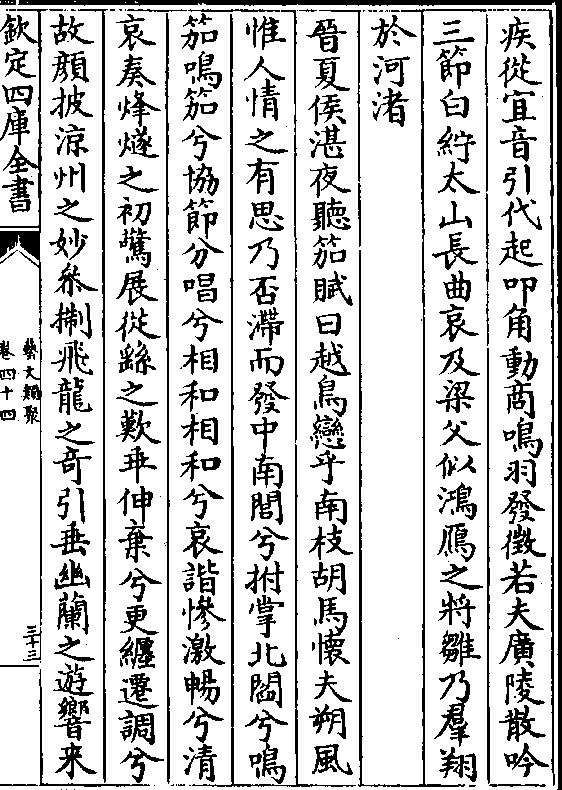 疾從宜音引代起叩角動商鳴羽發徵若夫廣陵散吟
三節白紵太山長曲哀及梁父似鴻鴈之將雛乃羣翔
於河渚
晉夏侯湛夜聽笳賦曰越鳥戀乎南枝胡馬懷夫朔風
惟人情之有思乃否滯而發中南閭兮拊掌北閻兮鳴
笳鳴笳兮協節分唱兮相和相和兮哀諧慘激暢兮清
哀奏烽燧之初驚展從繇之歎乖伸棄兮更纏遷調兮
故顔披涼州之妙參制飛龍之奇引垂幽蘭之遊響来
欽定四庫全書
藝文類聚
卷四十四
三十三